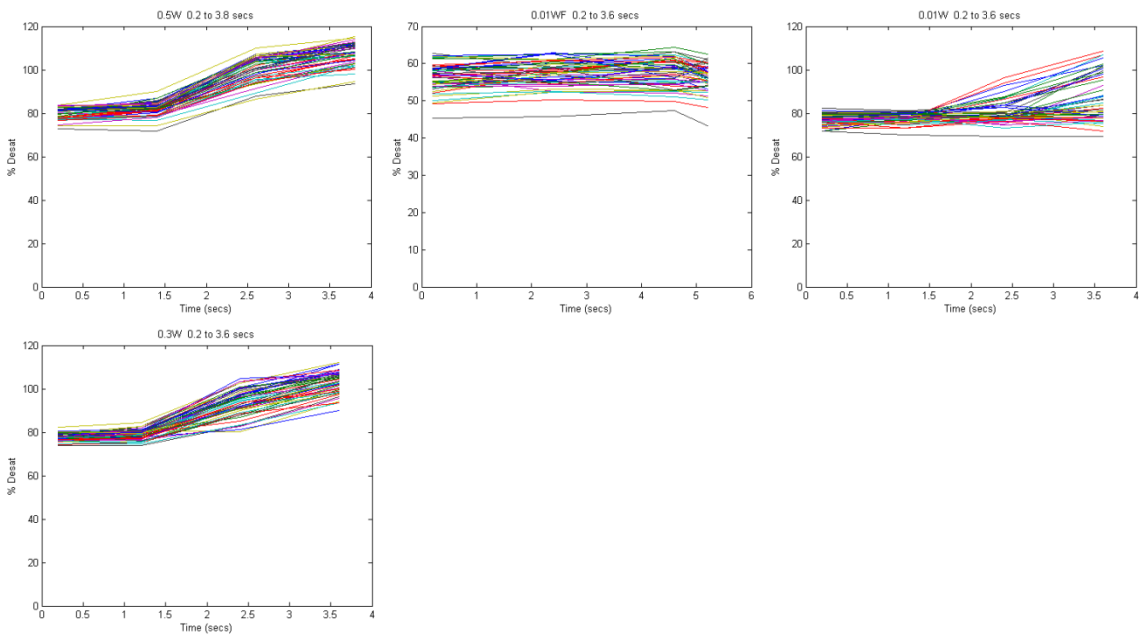 0.5W 0.2 to 3.8 secs
120
100
80
60
40
20
0
% Desat
0 0.5 1 1.5 2 2.5 3 3.5 4
Time (secs)
0.01WF 0.2 to 3.6 secs
70
60
50
40
30
20
10
0
% Desat
0 1 2 3 4 5 6
Time (secs)
0.01W 0.2 to 3.6 secs
120
100
80
60
40
20
0
% Desat
0 0.5 1 1.5 2 2.5 3 3.5 4
Time (secs)
0.3W 0.2 to 3.6 secs
120
100
80
60
40
20
0
% Desat
0 0.5 1 1.5 2 2.5 3 3.5 4
Time (secs)